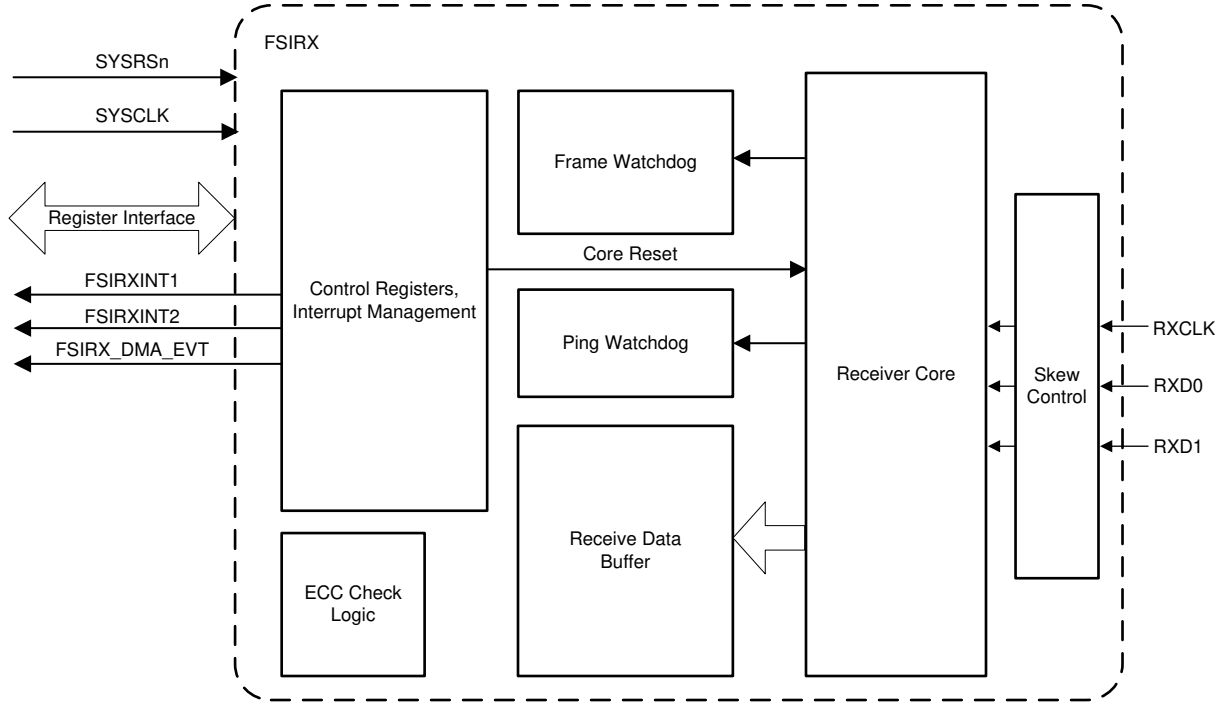 FSIRX
SYSRSn
SYSCLK
Register Interface
FSIRXINT1
FSIRXINT2
FSIRX_DMA_EVT
Control Registers,
Interrupt Management
ECC Check
Logic
Frame Watchdog
Core Reset
Ping Watchdog
Receive Data
Buffer
Receiver Core
Skew
Control
RXCLK
RXD0
RXD1